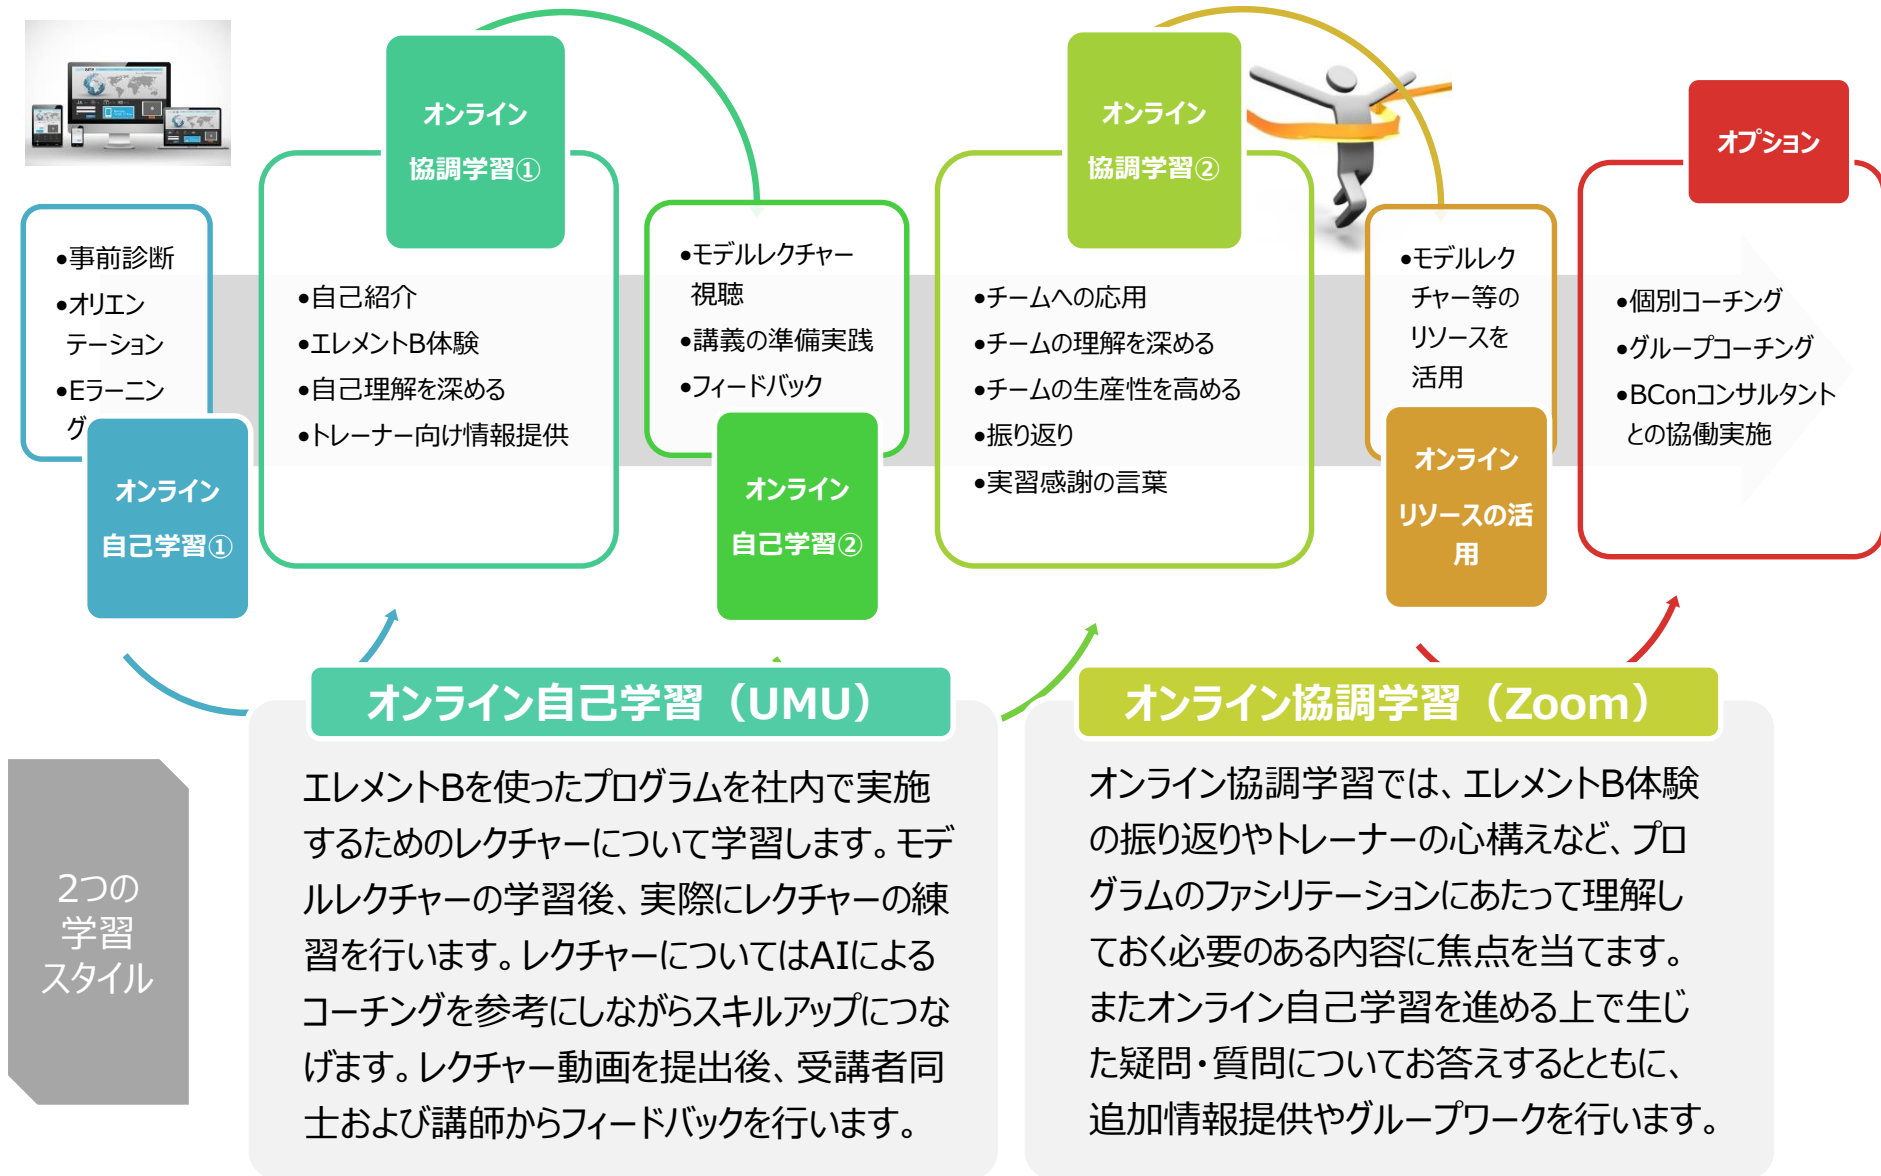 オンライン
協調学習①
オンライン
協調学習②
オプション
•事前診断
•オリエン
テーション
•Eラーニン
グ
オンライン
自己学習①
•自己紹介
•エレメントB体験
•自己理解を深める
•トレーナー向け情報提供
•モデルレクチャー
視聴
•講義の準備実践
•フィードバック
オンライン
自己学習②
•チームへの応用
•チームの理解を深める
•チームの生産性を高める
•振り返り
•実習感謝の言葉
•モデルレク
チャー等の
リソースを
活用
オンライン
リソースの活
用
•個別コーチング
•グループコーチング
•BConコンサルタント
との協働実施
2つの
学習
スタイル
オンライン自己学習（UMU）
エレメントBを使ったプログラムを社内で実施
するためのレクチャーについて学習します。モデ
ルレクチャーの学習後、実際にレクチャーの練
習を行います。レクチャーについてはAIによる
コーチングを参考にしながらスキルアップにつな
げます。レクチャー動画を提出後、受講者同
士および講師からフィードバックを行います。
オンライン協調学習（Zoom）
オンライン協調学習では、エレメントB体験
の振り返りやトレーナーの心構えなど、プロ
グラムのファシリテーションにあたって理解し
ておく必要のある内容に焦点を当てます。
またオンライン自己学習を進める上で生じ
た疑問・質問についてお答えするとともに、
追加情報提供やグループワークを行います。